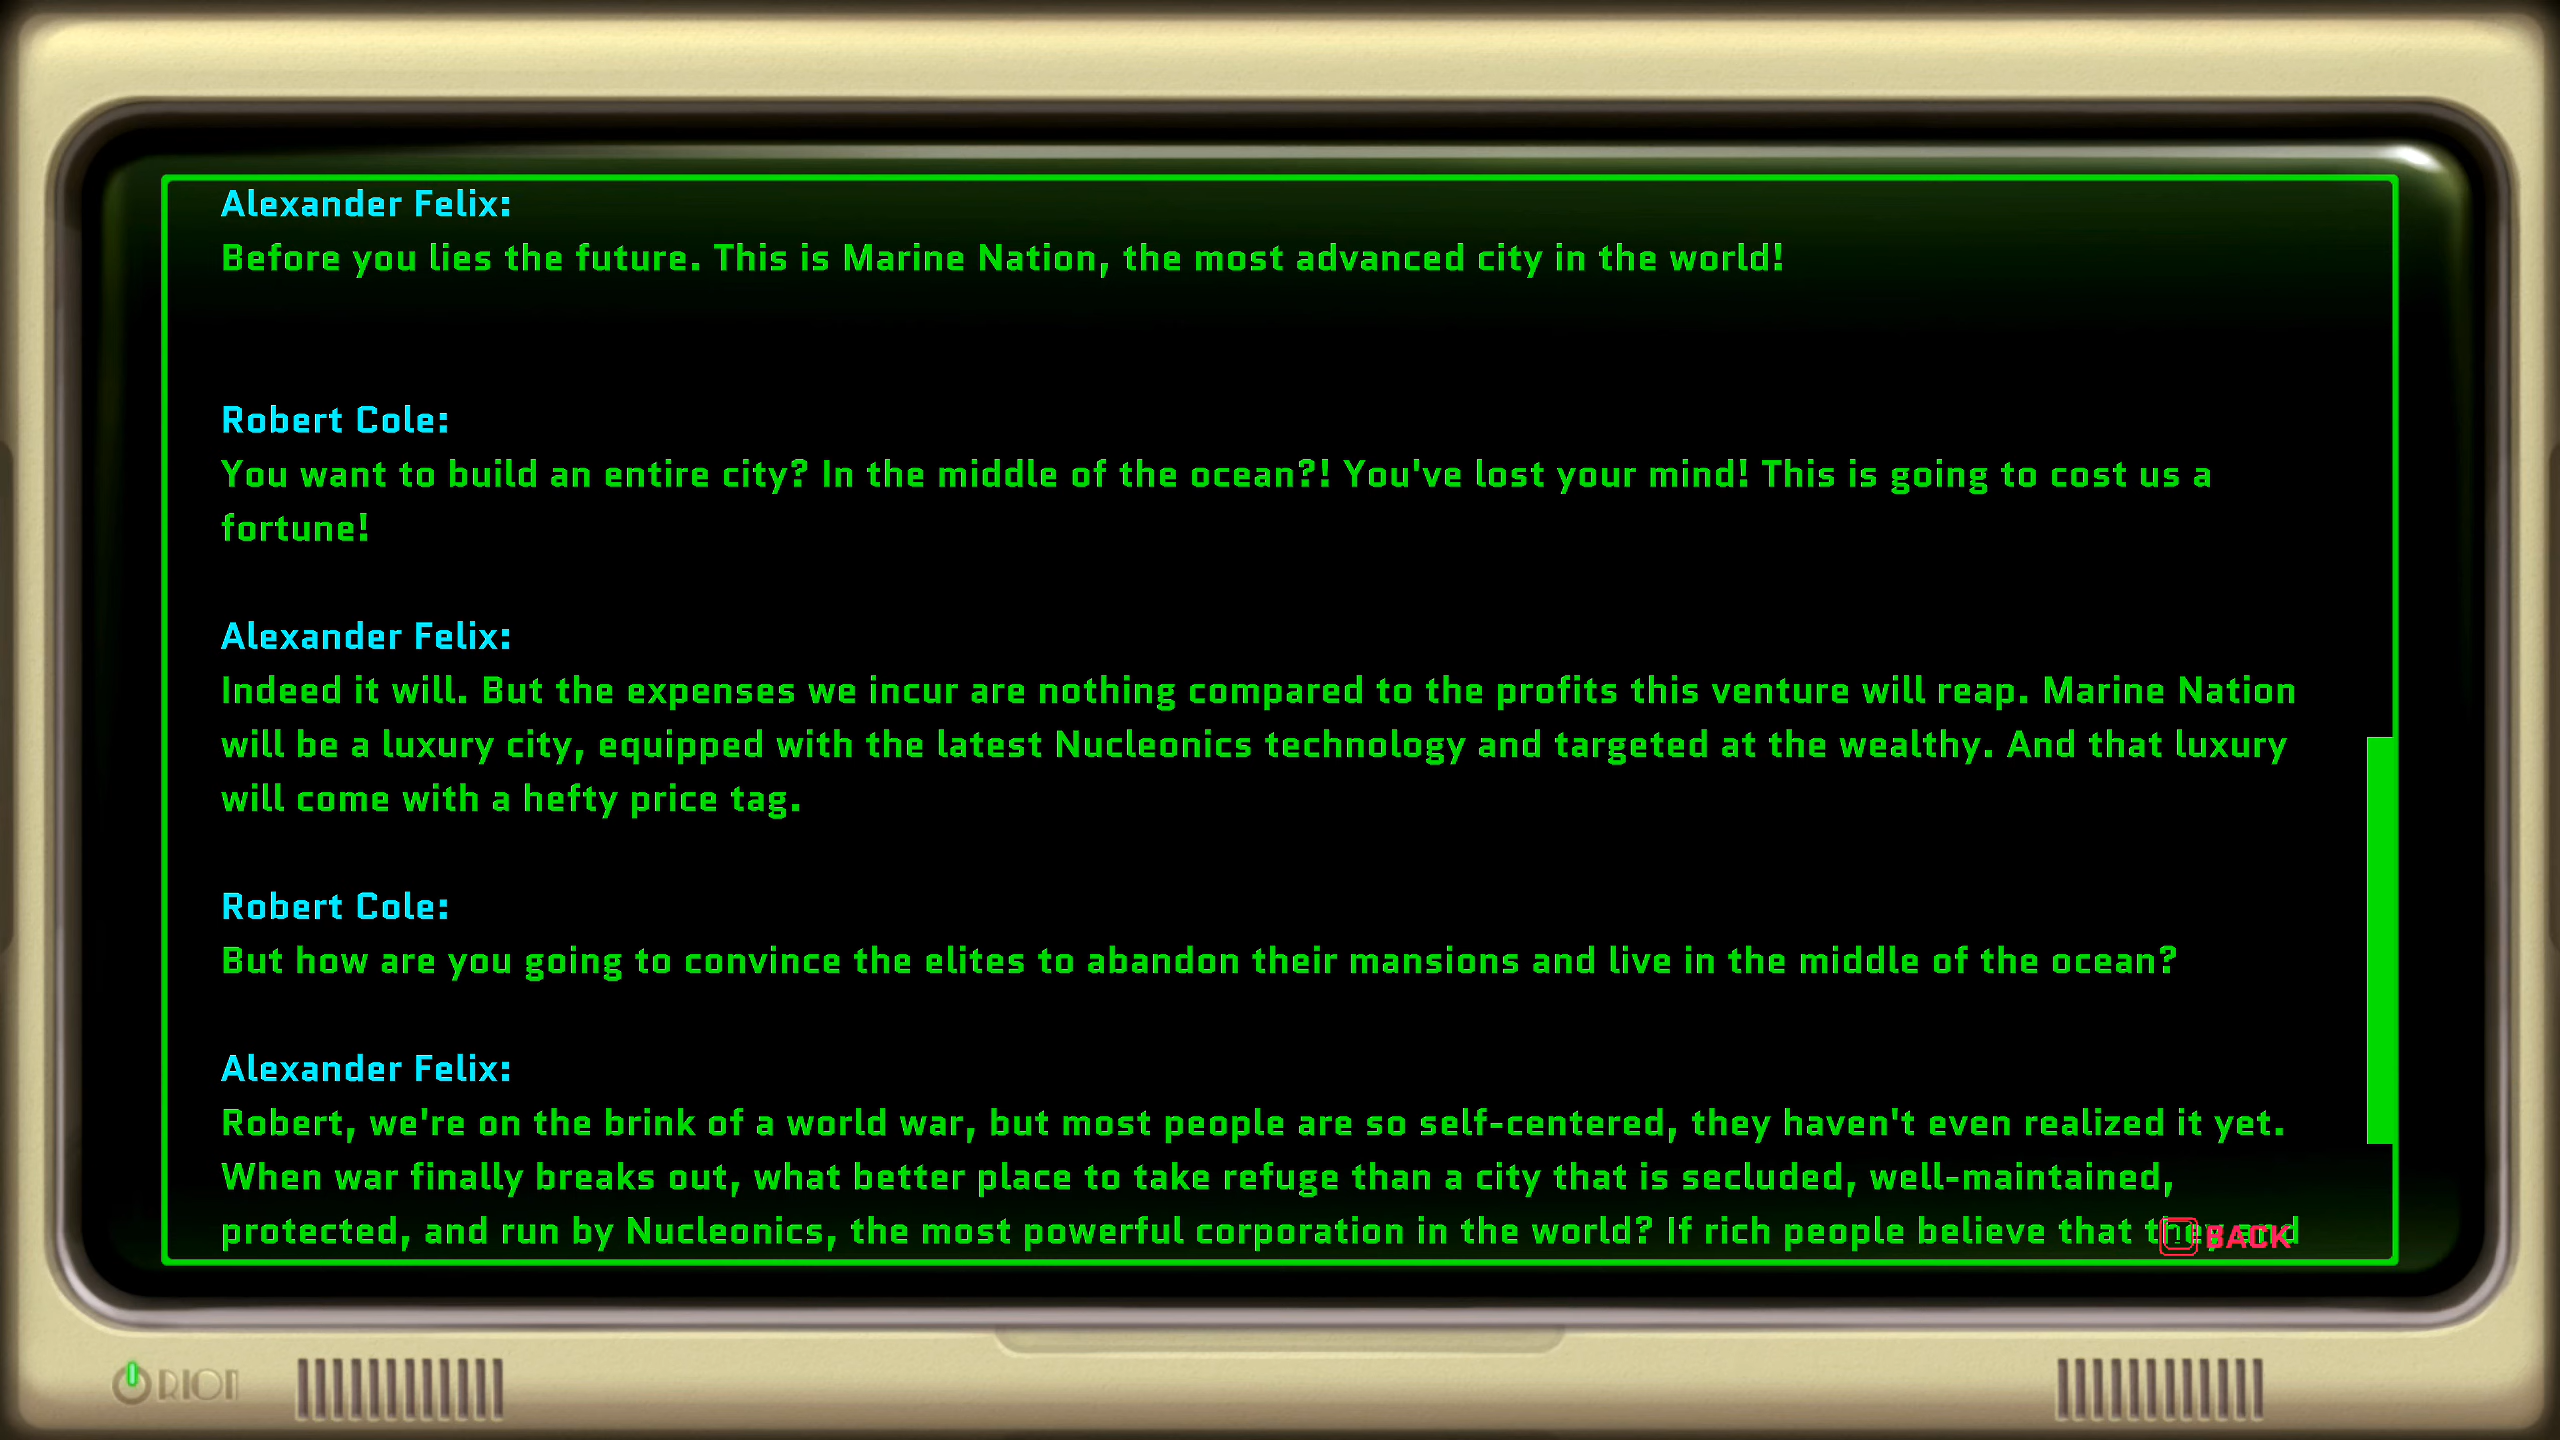 Alexander Felix:
Before you lies the future. This is Marine Nation, the most advanced city in the world!
Robert Cole:
You want to build an entire city? In the middle of the ocean?! You've lost your mind! This is going to cost us a
fortune!
Alexander Felix:
Indeed it will. But the expenses we incur are nothing compared to the profits this venture will reap. Marine Nation
will be a luxury city, equipped with the latest Nucleonics technology and targeted at the wealthy. And that luxury
will come with a hefty price tag.
Robert Cole:
But how are you going to convince the elites to abandon their mansions and live in the middle of the ocean?
Alexander Felix:
Robert, we're on the brink of a world war, but most people are so self-centered, they haven't even realized it yet.
When war finally breaks out, what better place to take refuge than a city that is secluded, well-maintained,
protected, and run by Nucleonics, the most powerful corporation in the world? If rich people believe that they and
BACK
ORION